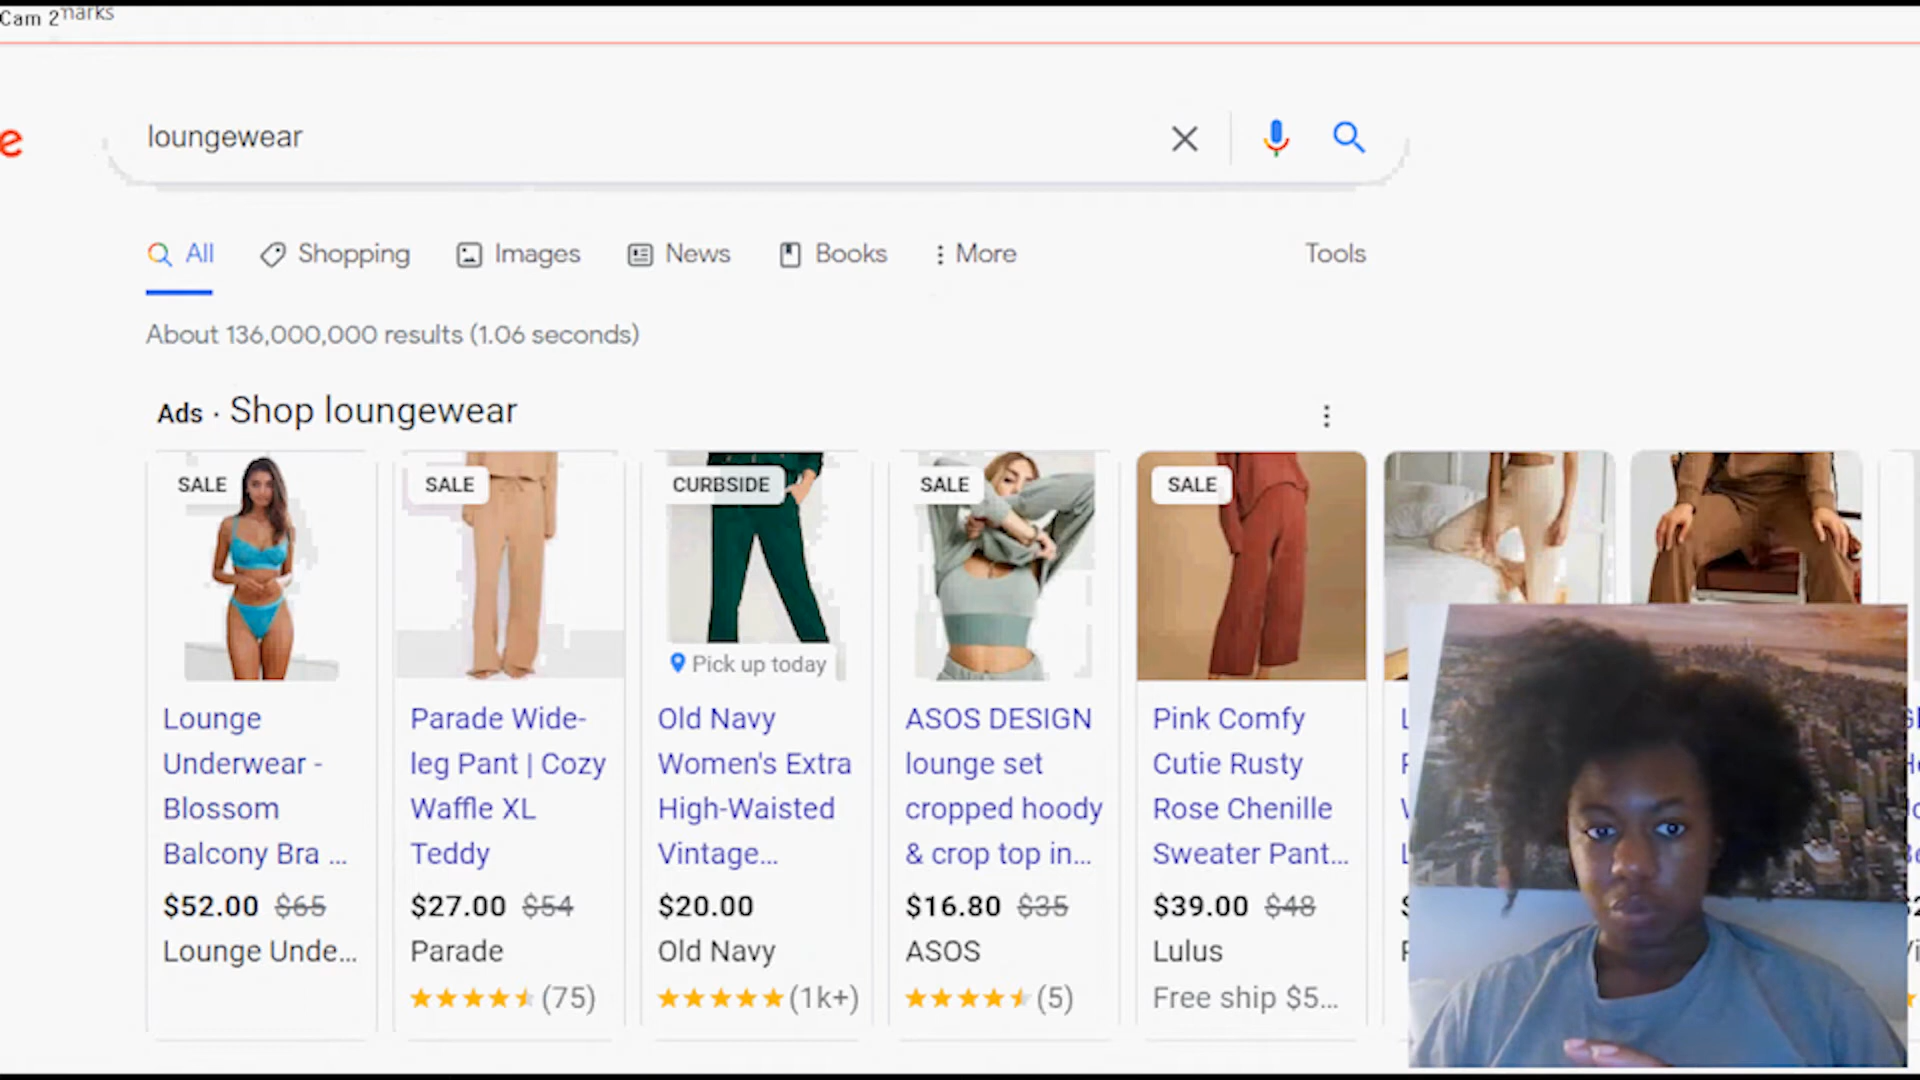 Cam 2
marks
e
loungewear
All Shopping Images News Books More Tools
About 136,000,000 results (1.06 seconds)
Ads · Shop loungewear
SALE
Lounge
Underwear -
Blossom
Balcony Bra ...
$52.00 $65
Lounge Unde...
SALE
Parade Wide-
leg Pant | Cozy
Waffle XL
Teddy
$27.00 $54
Parade
(75)
CURBSIDE
Pick up today
Old Navy
Women's Extra
High-Waisted
Vintage...
$20.00
Old Navy
(1k+)
SALE
ASOS DESIGN
lounge set
cropped hoody
& crop top in...
$16.80 $35
ASOS
(5)
SALE
Pink Comfy
Cutie Rusty
Rose Chenille
Sweater Pant...
$39.00 $48
Lulus
Free ship $5...